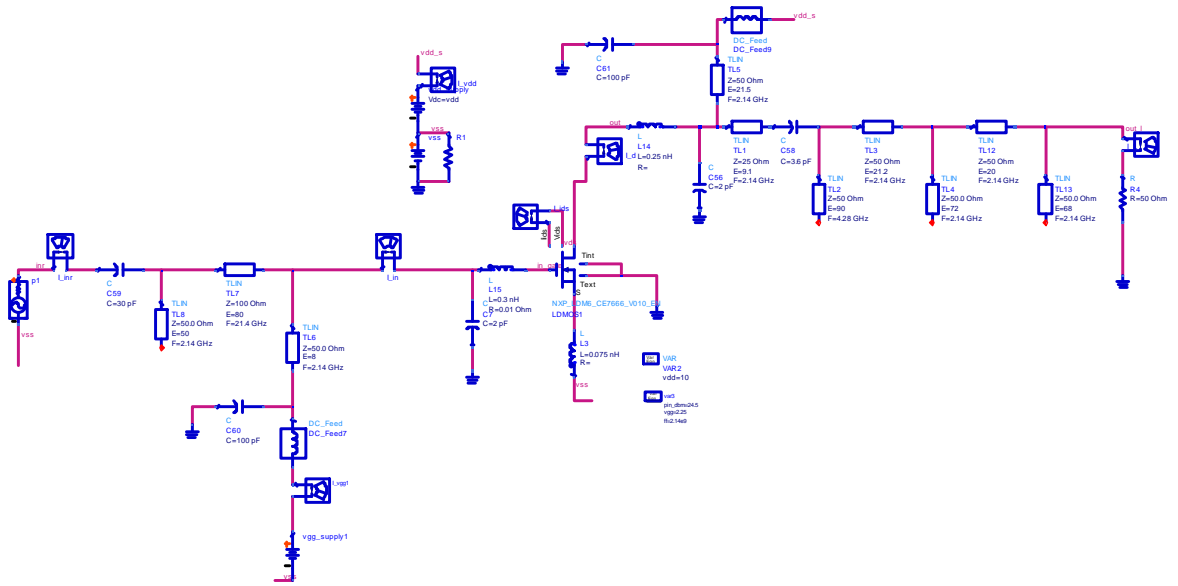 vdd_s
DC_Feed
DC_Feed9
C
C61
C=100 pF
TLIN
TL5
Z=50 Ohm
E=21.5
F=2.14 GHz
vdd_s
I_vdd
Vdc=vdd
vss
vss
R1
out
I_d
L
L14
L=0.25 nH
R=
C
C56
C=2 pF
TLIN
TL1
Z=25 Ohm
E=9.1
F=2.14 GHz
C
C58
C=3.6 pF
TLIN
TL3
Z=50 Ohm
E=21.2
F=2.14 GHz
TLIN
TL12
Z=50 Ohm
E=20
F=2.14 GHz
out_l
TLIN
TL2
Z=50 Ohm
E=90
F=4.28 GHz
TLIN
TL4
Z=50.0 Ohm
E=72
F=2.14 GHz
TLIN
TL13
Z=50.0 Ohm
E=68
F=2.14 GHz
R
R4
R=50 Ohm
I_ids
Ids
Vds
Tint
Text
S
LDMOS1
inr
p1
vss
I_inr
C
C59
C=30 pF
TLIN
TL8
Z=50.0 Ohm
E=50
F=2.14 GHz
TLIN
TL7
Z=100 Ohm
E=80
F=21.4 GHz
TLIN
TL6
Z=50.0 Ohm
E=8
F=2.14 GHz
I_in
L
L15
L=0.3 nH
R=0.01 Ohm
C
C7
C=2 pF
L
L3
L=0.075 nH
R=
vss
VAR
VAR2
vdd=10
var3
pin_dbm=24.5
vgg=2.25
C
C60
C=100 pF
DC_Feed
DC_Feed7
I_vgg1
vgg_supply1
vss